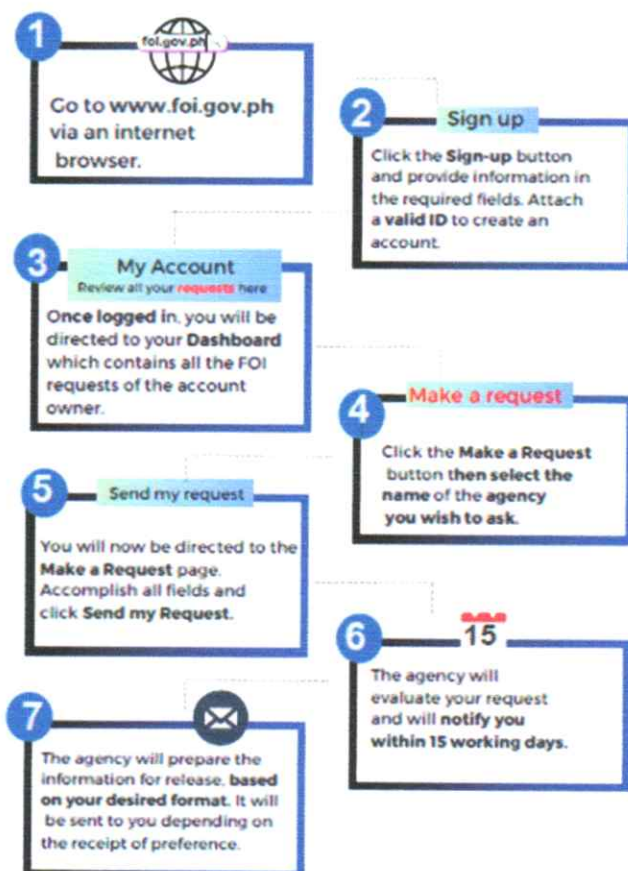 1
foi.gov.ph
Go to www.foi.gov.ph
via an internet
browser.
2
Sign up
Click the Sign-up button
and provide information in
the required fields. Attach
a valid ID to create an
account.
3
My Account
Review all your requests here
Once logged in, you will be
directed to your Dashboard
which contains all the FOI
requests of the account
owner.
4
Make a request
Click the Make a Request
button then select the
name of the agency
you wish to ask.
5
Send my request
You will now be directed to the
Make a Request page.
Accomplish all fields and
click Send my Request.
6
15
The agency will
evaluate your request
and will notify you
within 15 working days.
7
The agency will prepare the
information for release, based
on your desired format. It will
be sent to you depending on
the receipt of preference.